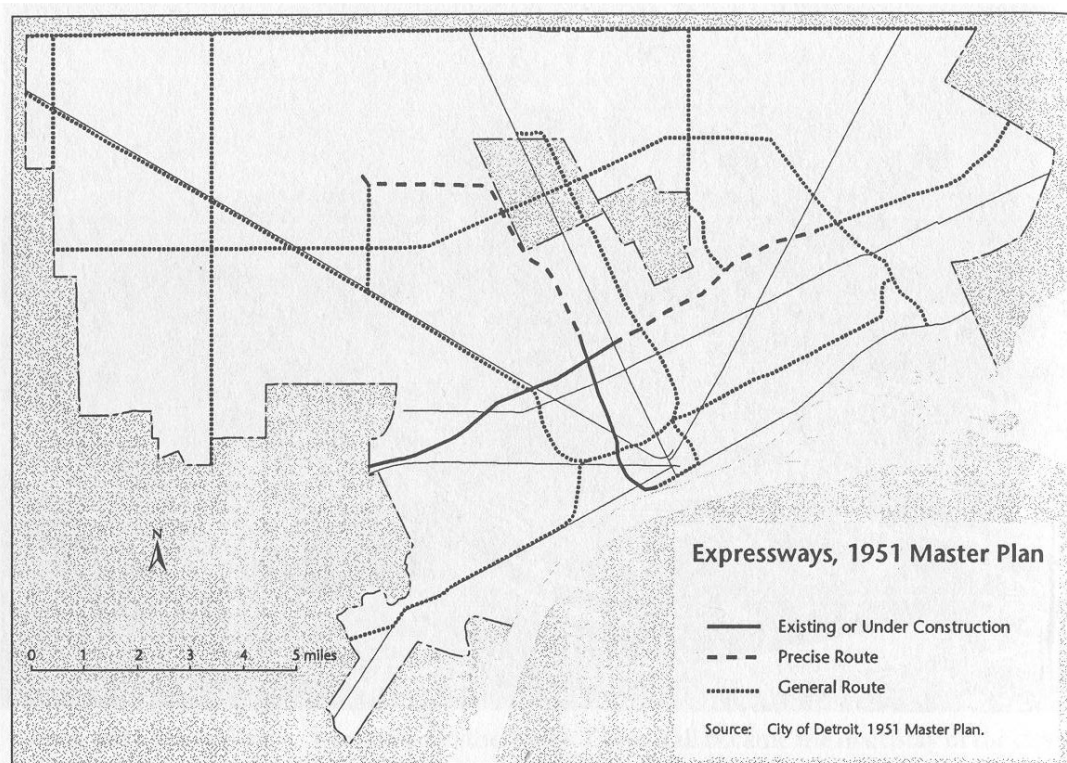 N
0 1 2 3 4 5 miles
Expressways, 1951 Master Plan
Existing or Under Construction
Precise Route
General Route
Source: City of Detroit, 1951 Master Plan.